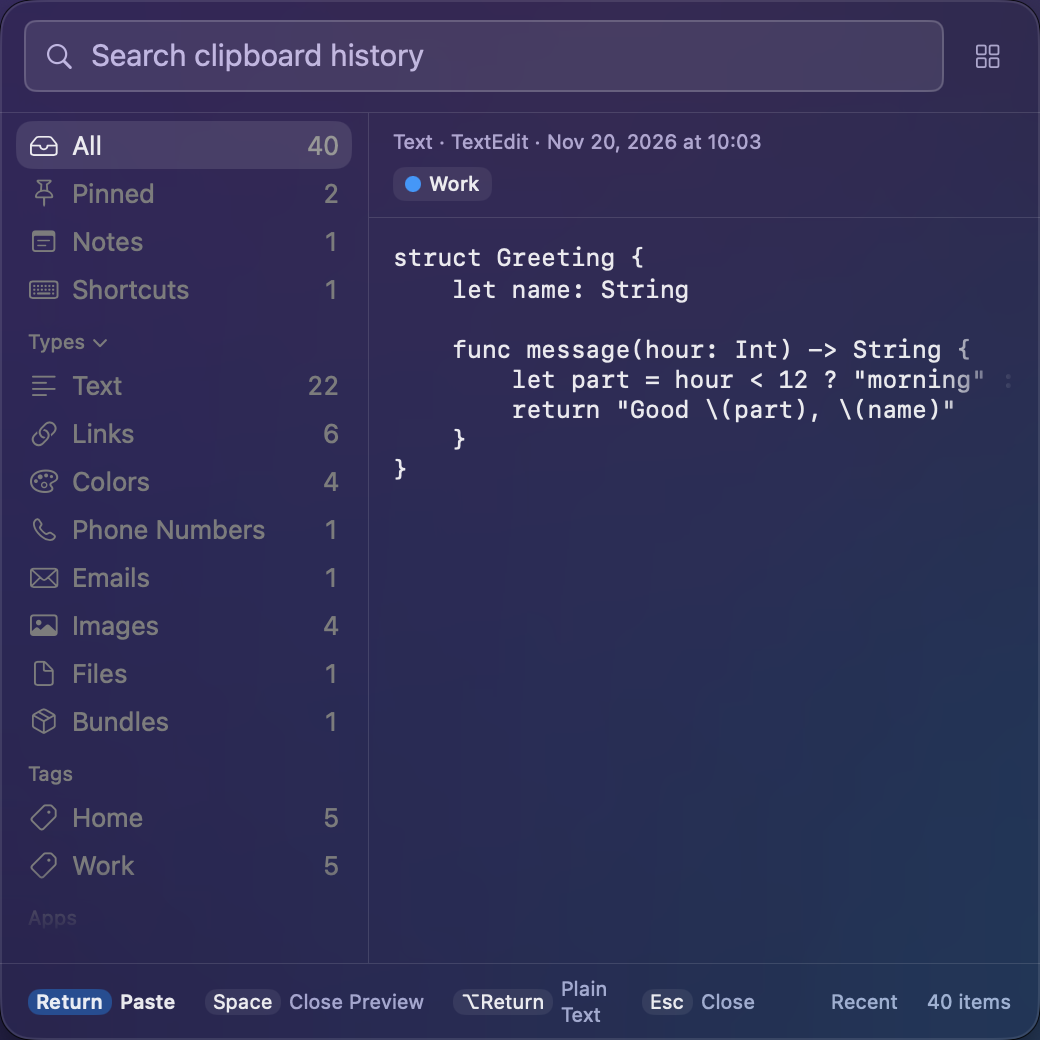 Search clipboard history
All 40
Pinned 2
Notes 1
Shortcuts 1
Types
Text 22
Links 6
Colors 4
Phone Numbers 1
Emails 1
Images 4
Files 1
Bundles 1
Tags
Home 5
Work 5
Apps
Text · TextEdit · Nov 20, 2026 at 10:03
Work
struct Greeting {
    let name: String
    func message(hour: Int) -> String {
        let part = hour < 12 ? "morning" :
        return "Good \(part), \(name)"
    }
}
Return Paste Space Close Preview ⌥Return Plain Text Esc Close Recent 40 items